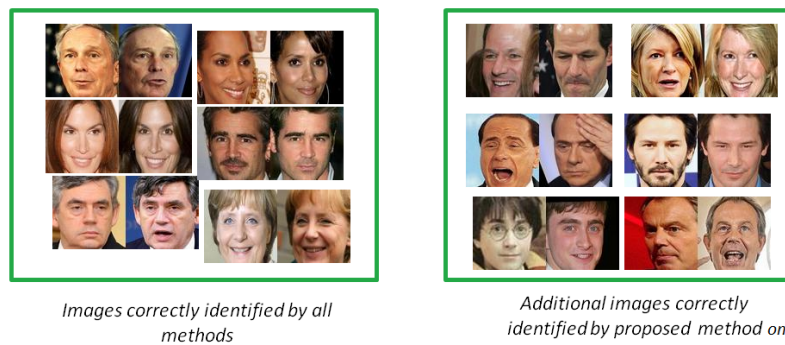 Images correctly identified by all
methods
Additional images correctly
identified by proposed method on